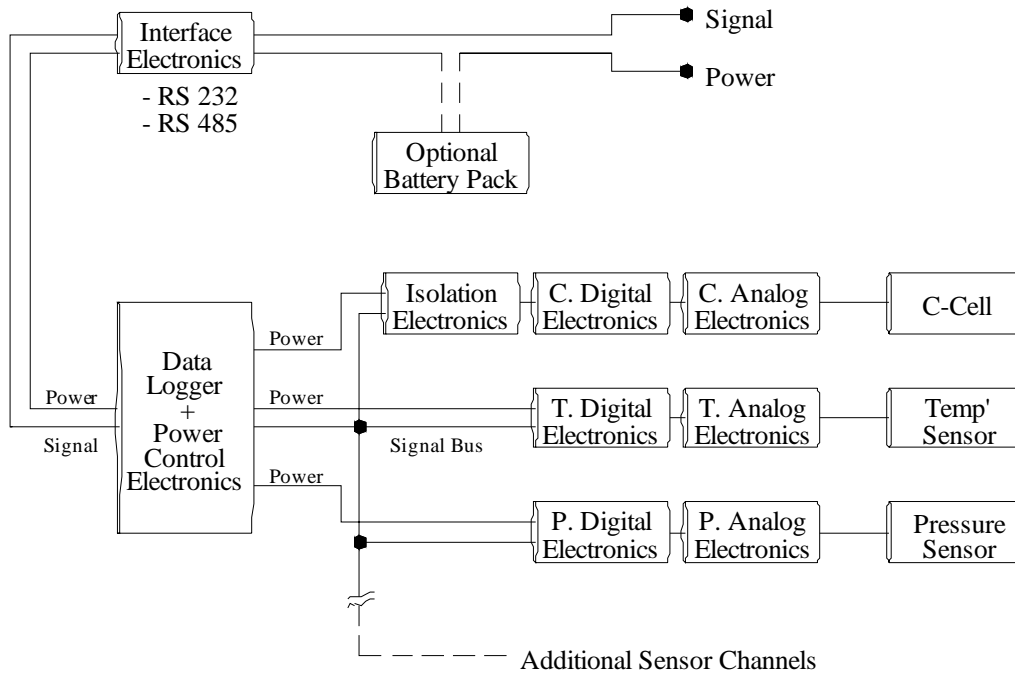 Interface
Electronics
- RS 232
- RS 485
Signal
Power
Optional
Battery Pack
Isolation
Electronics
C. Digital
Electronics
C. Analog
Electronics
C-Cell
Power
Data
Logger
+
Power
Control
Electronics
Power
Signal
Power
Signal Bus
T. Digital
Electronics
T. Analog
Electronics
Temp'
Sensor
Power
P. Digital
Electronics
P. Analog
Electronics
Pressure
Sensor
Additional Sensor Channels